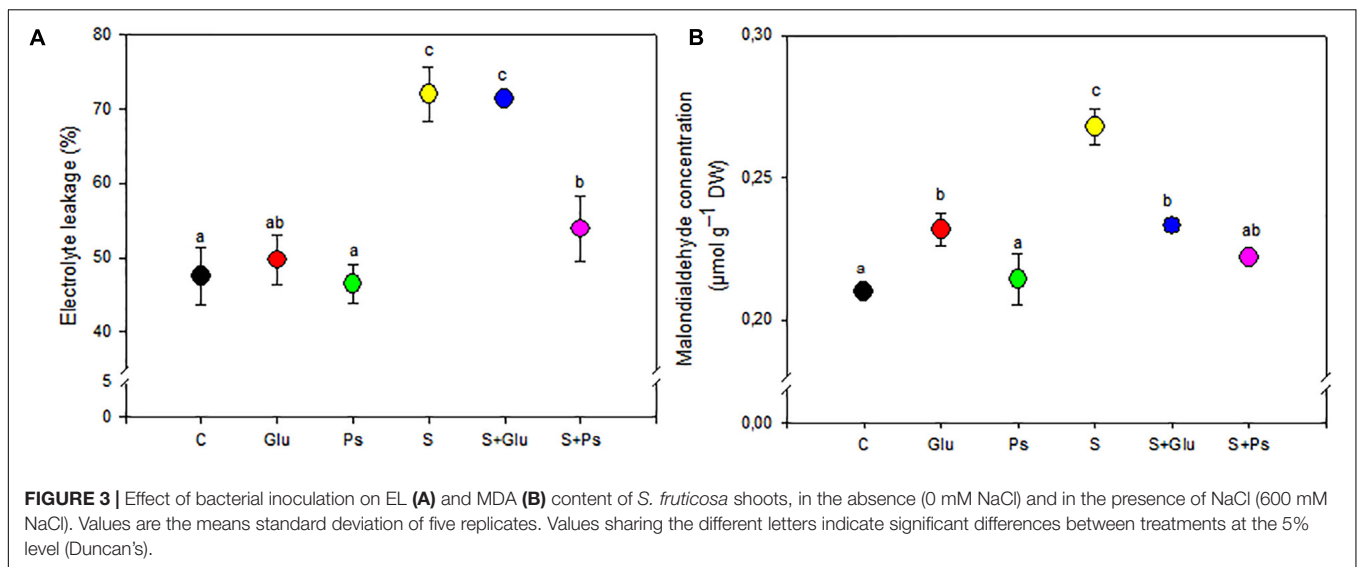 A
Electrolyte leakage (%)
80
70
60
50
40
5
0
a
ab
a
c
c
b
C Glu Ps S S+Glu S+Ps
B
Malondialdehyde concentration
(μmol g⁻¹ DW)
0,30
0,25
0,20
0,00
a
b
a
c
b
ab
C Glu Ps S S+Glu S+Ps
FIGURE 3 | Effect of bacterial inoculation on EL (A) and MDA (B) content of S. fruticosa shoots, in the absence (0 mM NaCl) and in the presence of NaCl (600 mM
NaCl). Values are the means standard deviation of five replicates. Values sharing the different letters indicate significant differences between treatments at the 5%
level (Duncan's).